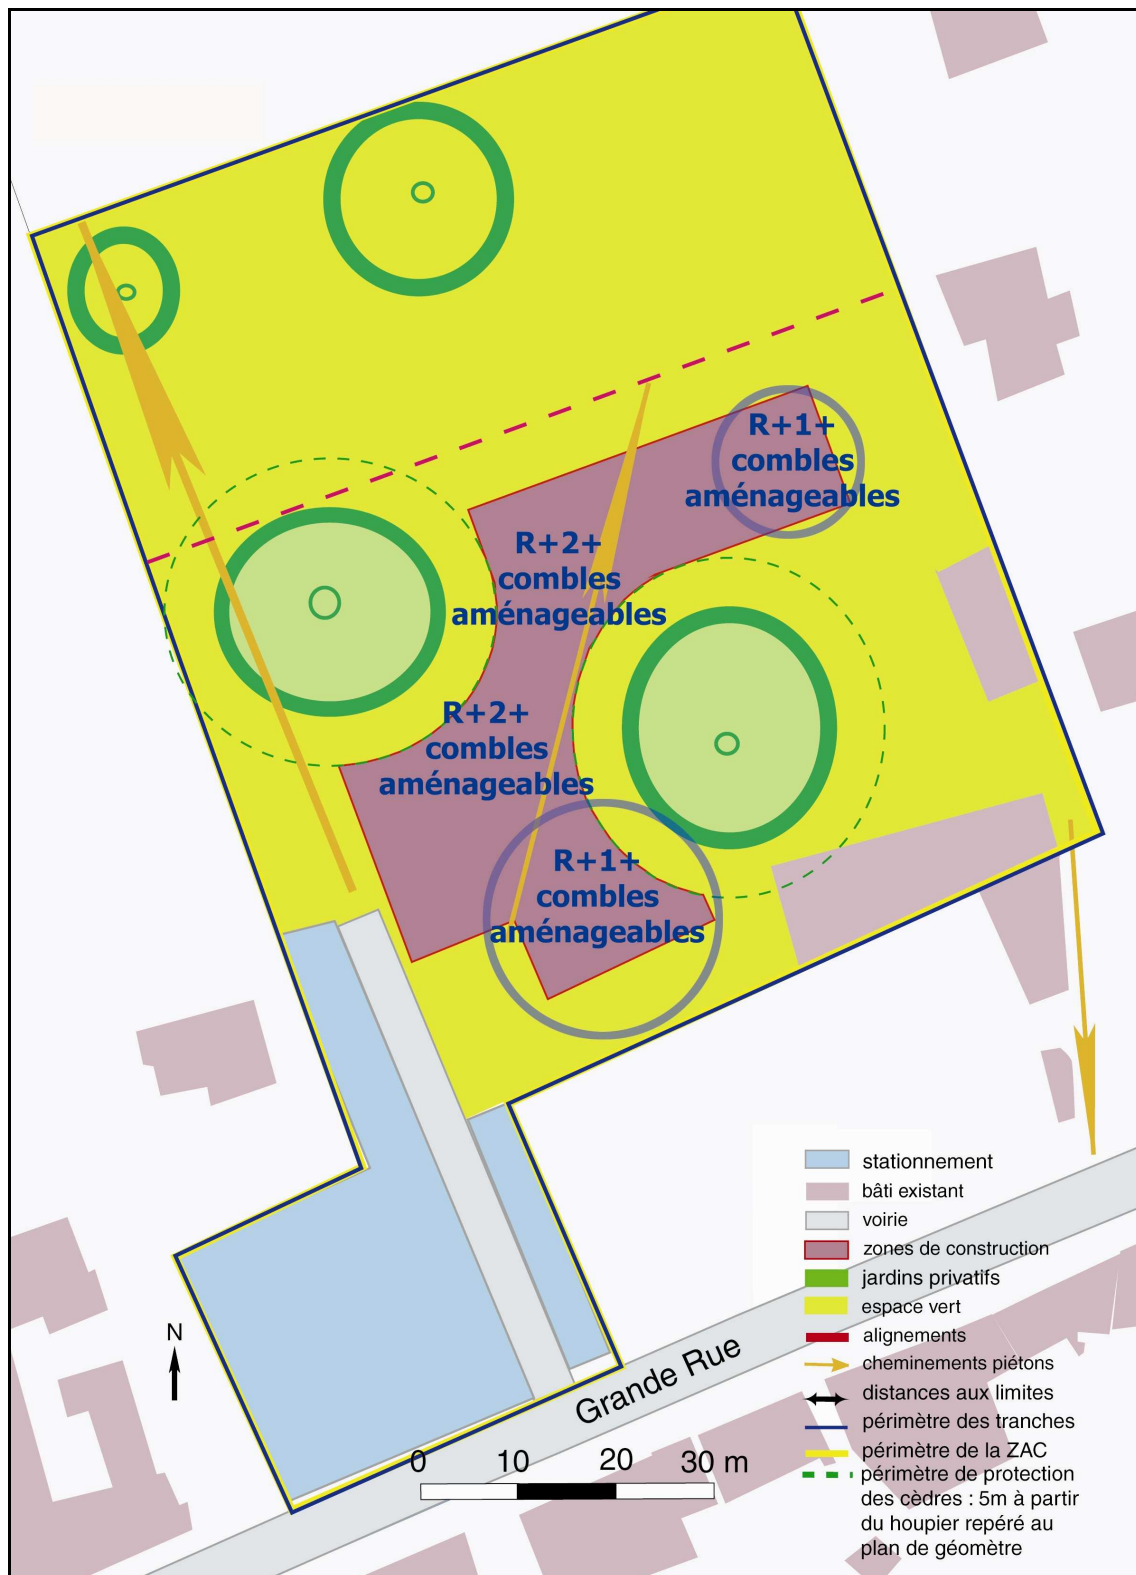 R+1+
combles
aménageables
R+2+
combles
aménageables
R+2+
combles
aménageables
R+1+
combles
aménageables
N
Grande Rue
0 10 20 30 m
stationnement
bâti existant
voirie
zones de construction
jardins privatifs
espace vert
alignements
cheminements piétons
distances aux limites
périmètre des tranches
périmètre de la ZAC
périmètre de protection
des cèdres : 5m à partir
du houpier repéré au
plan de géomètre